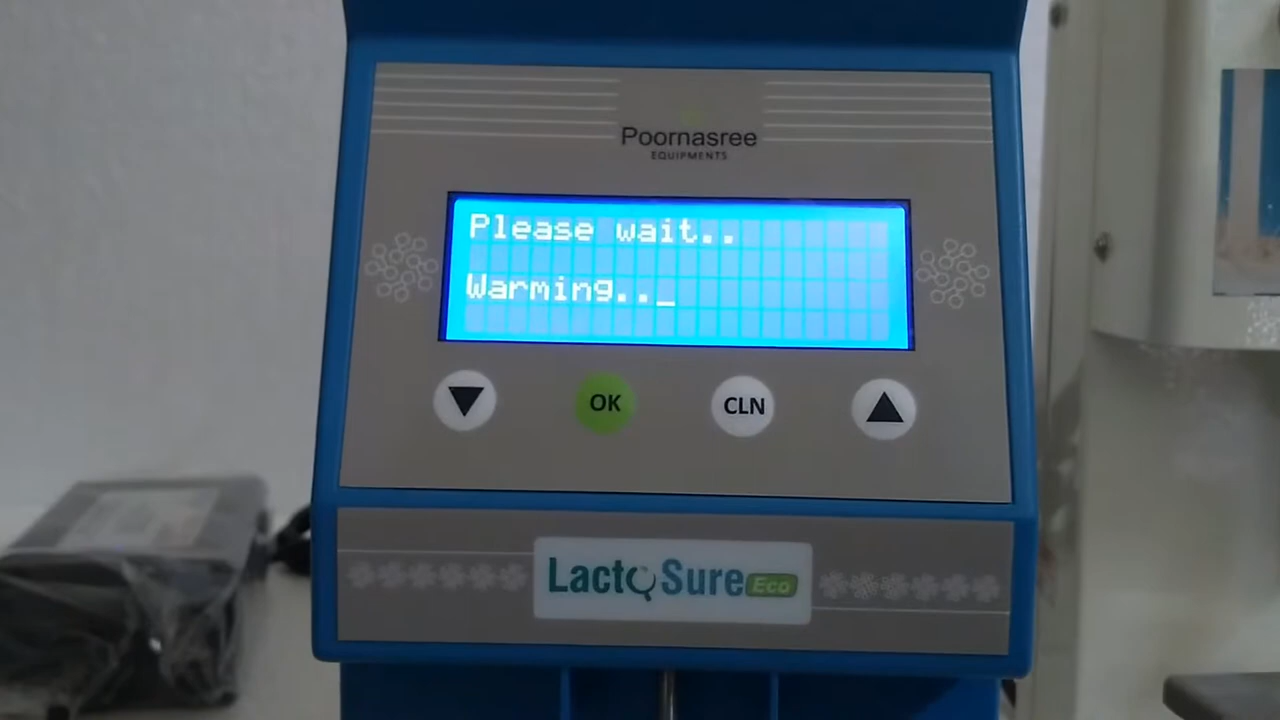 Poornasree
EQUIPMENTS
Please wait..
Warming.._
OK
CLN
LactoSure Eco